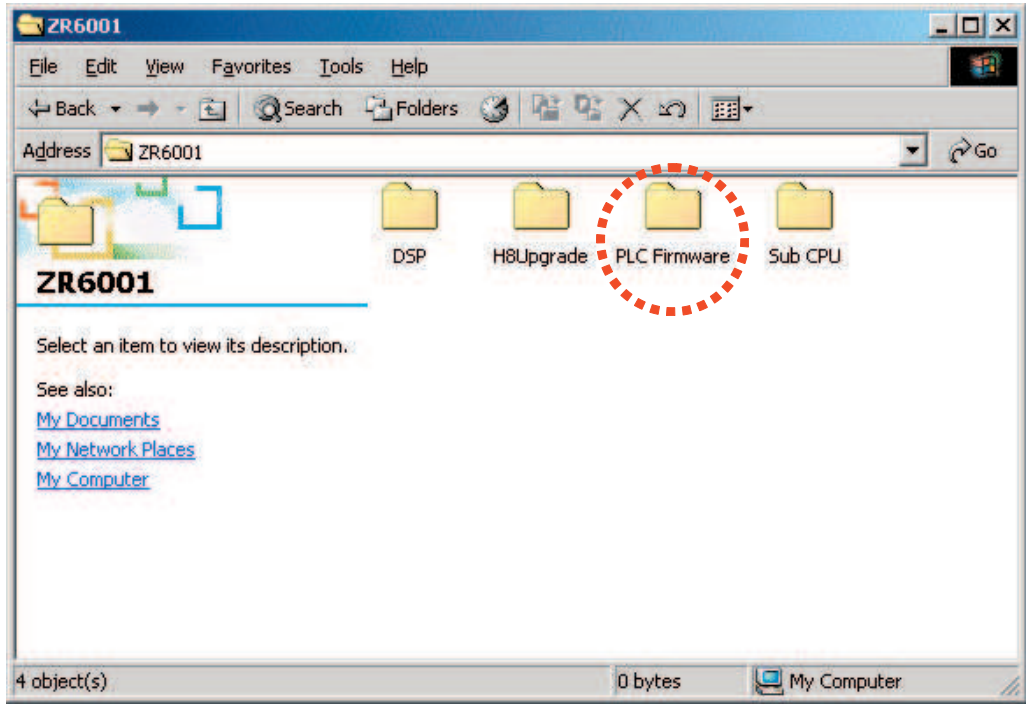 ZR6001
File Edit View Favorites Tools Help
Back Search Folders
Address ZR6001 Go
DSP H8Upgrade PLC Firmware Sub CPU
ZR6001
Select an item to view its description.
See also:
My Documents
My Network Places
My Computer
4 object(s) 0 bytes My Computer